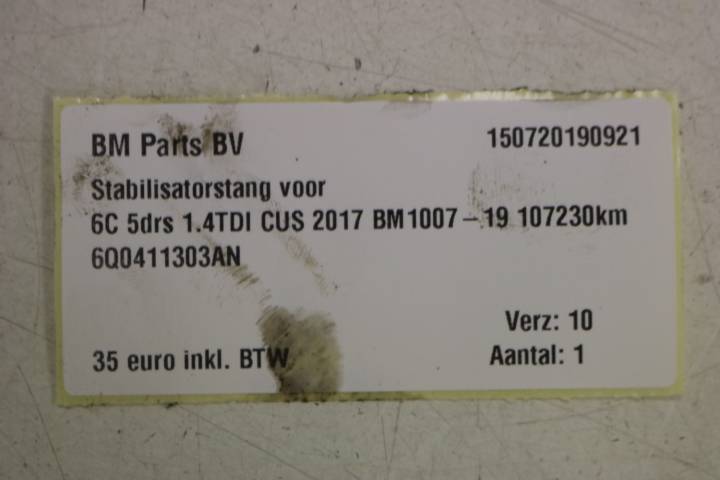 BM Parts BV 150720190921
Stabilisatorstang voor
6C 5drs 1.4TDI CUS 2017 BM1007-19 107230km
6Q0411303AN
Verz: 10
35 euro inkl. BTW Aantal: 1